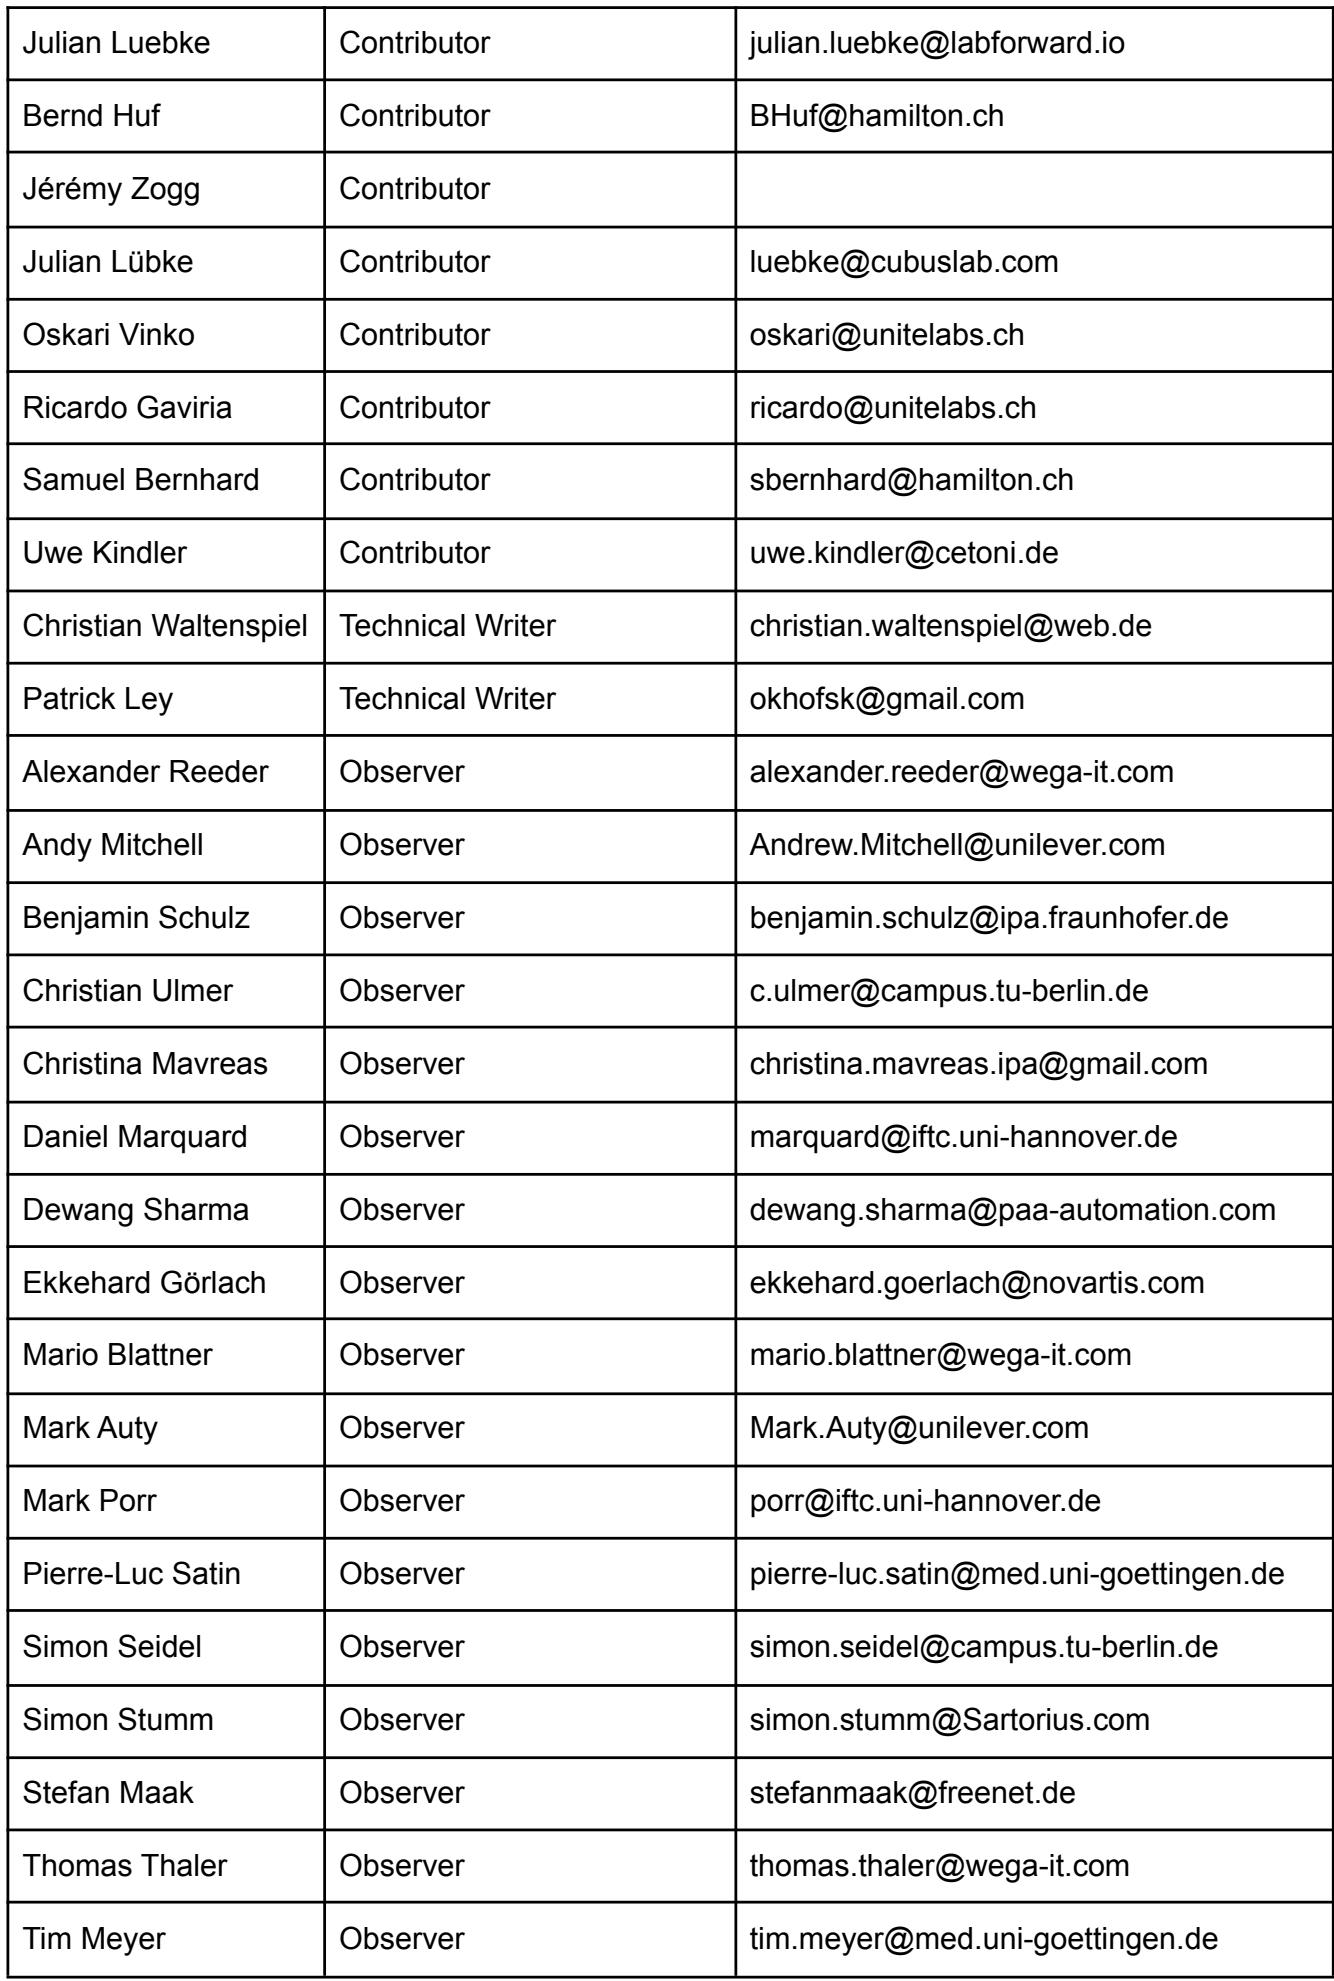 Julian Luebke Contributor julian.luebke@labforward.io
Bernd Huf Contributor BHuf@hamilton.ch
Jérémy Zogg Contributor
Julian Lübke Contributor luebke@cubuslab.com
Oskari Vinko Contributor oskari@unitelabs.ch
Ricardo Gaviria Contributor ricardo@unitelabs.ch
Samuel Bernhard Contributor sbernhard@hamilton.ch
Uwe Kindler Contributor uwe.kindler@cetoni.de
Christian Waltenspiel Technical Writer christian.waltenspiel@web.de
Patrick Ley Technical Writer okhofsk@gmail.com
Alexander Reeder Observer alexander.reeder@wega-it.com
Andy Mitchell Observer Andrew.Mitchell@unilever.com
Benjamin Schulz Observer benjamin.schulz@ipa.fraunhofer.de
Christian Ulmer Observer c.ulmer@campus.tu-berlin.de
Christina Mavreas Observer christina.mavreas.ipa@gmail.com
Daniel Marquard Observer marquard@iftc.uni-hannover.de
Dewang Sharma Observer dewang.sharma@paa-automation.com
Ekkehard Görlach Observer ekkehard.goerlach@novartis.com
Mario Blattner Observer mario.blattner@wega-it.com
Mark Auty Observer Mark.Auty@unilever.com
Mark Porr Observer porr@iftc.uni-hannover.de
Pierre-Luc Satin Observer pierre-luc.satin@med.uni-goettingen.de
Simon Seidel Observer simon.seidel@campus.tu-berlin.de
Simon Stumm Observer simon.stumm@Sartorius.com
Stefan Maak Observer stefanmaak@freenet.de
Thomas Thaler Observer thomas.thaler@wega-it.com
Tim Meyer Observer tim.meyer@med.uni-goettingen.de